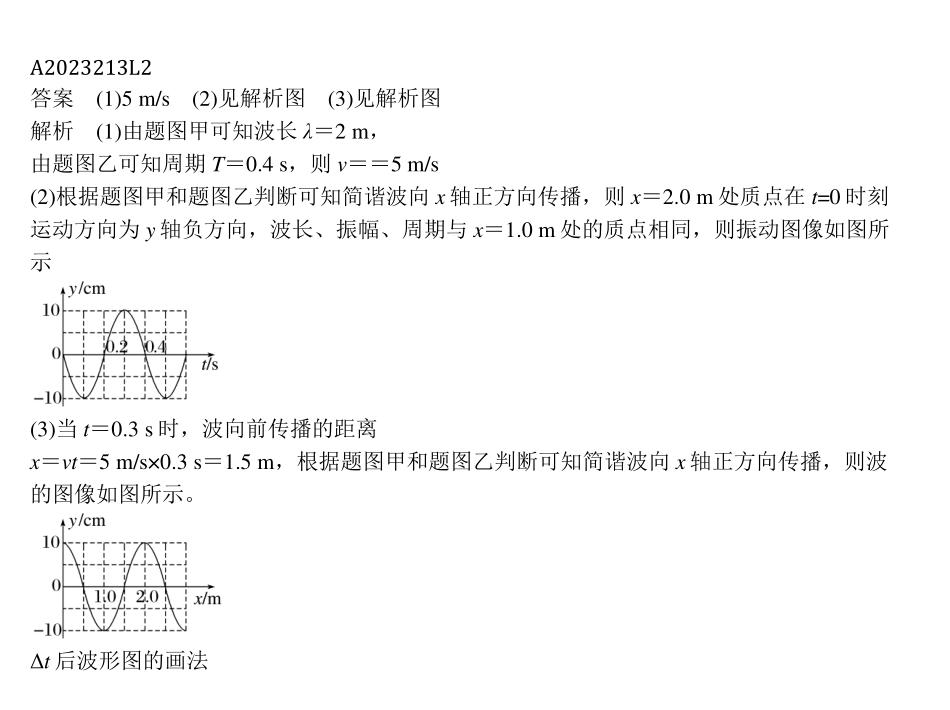 A2023213L2
答案　(1)5 m/s　(2)见解析图　(3)见解析图
解析　(1)由题图甲可知波长 λ＝2 m，
由题图乙可知周期 T＝0.4 s，则 v＝＝5 m/s
(2)根据题图甲和题图乙判断可知简谐波向 x 轴正方向传播，则 x＝2.0 m 处质点在 t=0 时刻
运动方向为 y 轴负方向，波长、振幅、周期与 x＝1.0 m 处的质点相同，则振动图像如图所
示
y/cm
10
0
0.2 0.4
t/s
−10
(3)当 t＝0.3 s 时，波向前传播的距离
x＝vt＝5 m/s×0.3 s＝1.5 m，根据题图甲和题图乙判断可知简谐波向 x 轴正方向传播，则波
的图像如图所示。
y/cm
10
0
1.0 2.0 x/m
−10
Δt 后波形图的画法